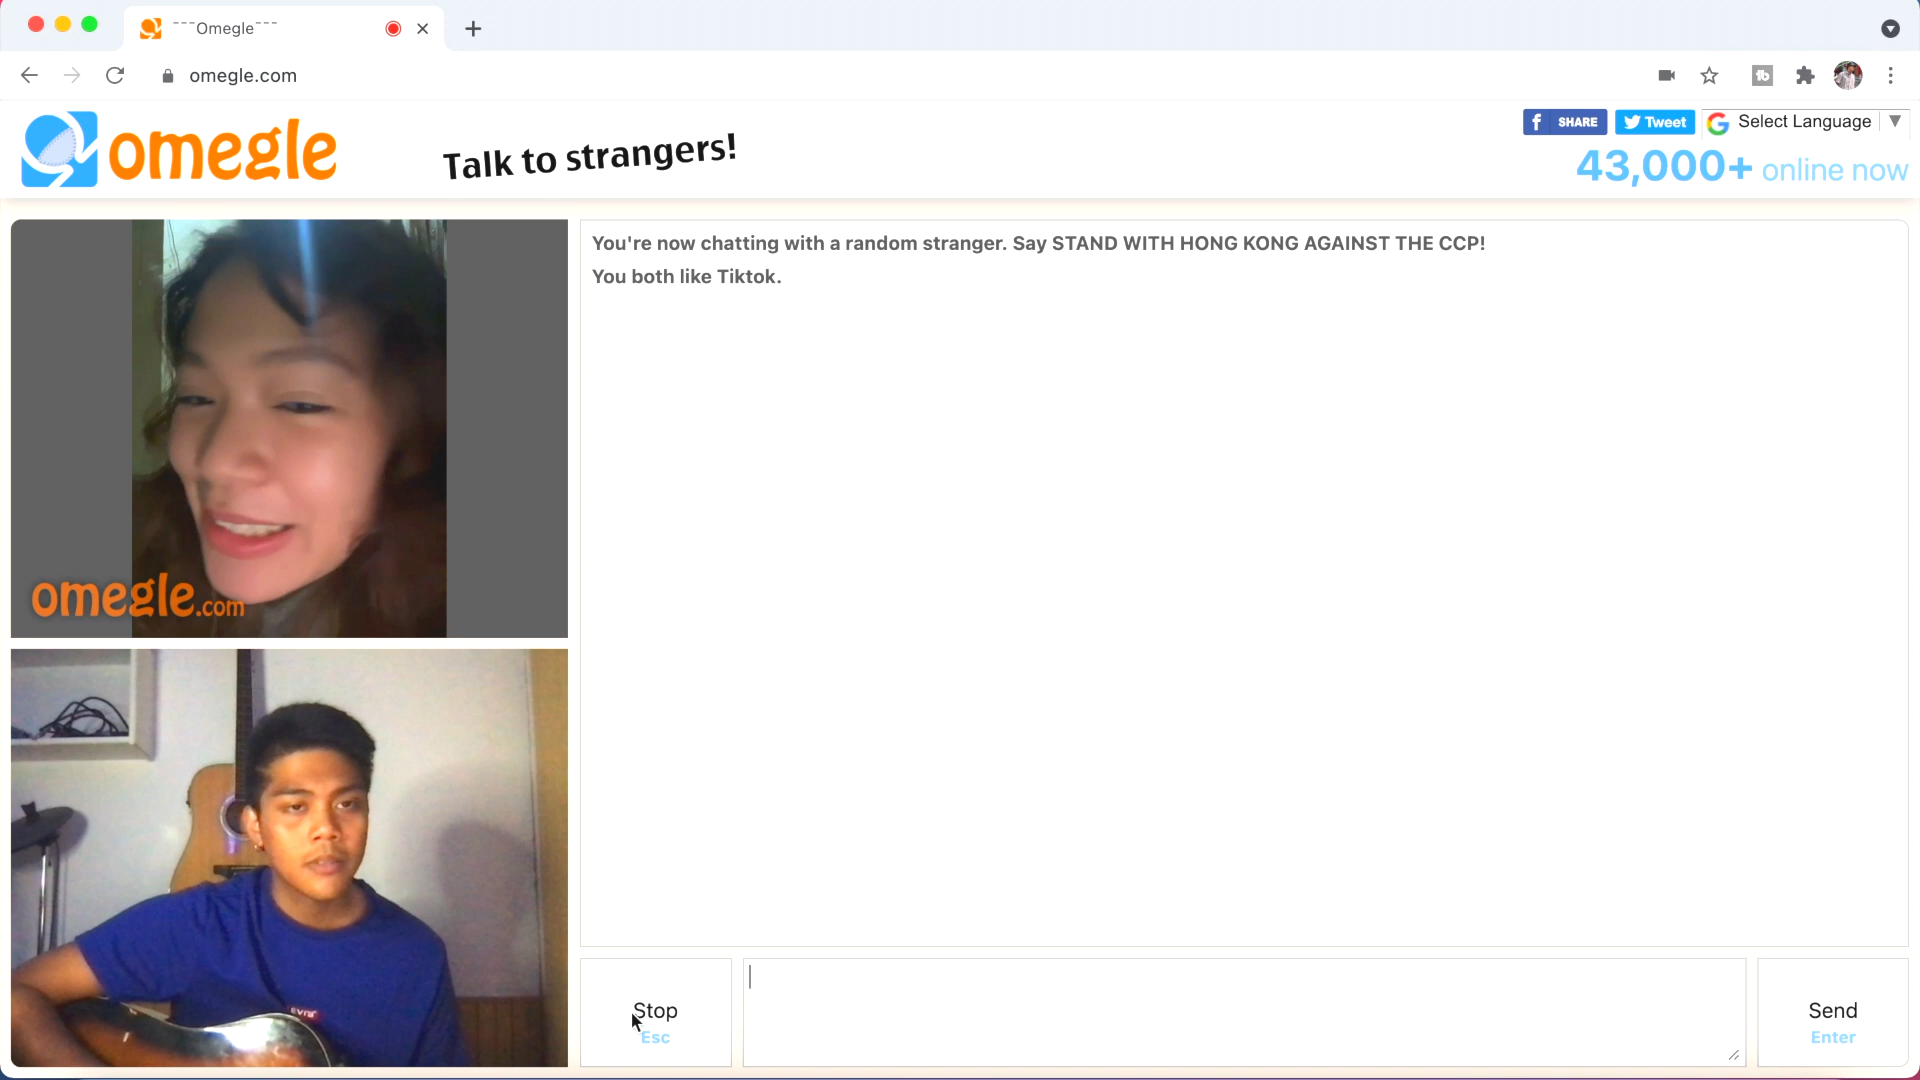 ---Omegle---
omegle.com
omegle
Talk to strangers!
f SHARE
Tweet
G Select Language
43,000+ online now
You're now chatting with a random stranger. Say STAND WITH HONG KONG AGAINST THE CCP!
You both like Tiktok.
omegle.com
Stop
Esc
Send
Enter